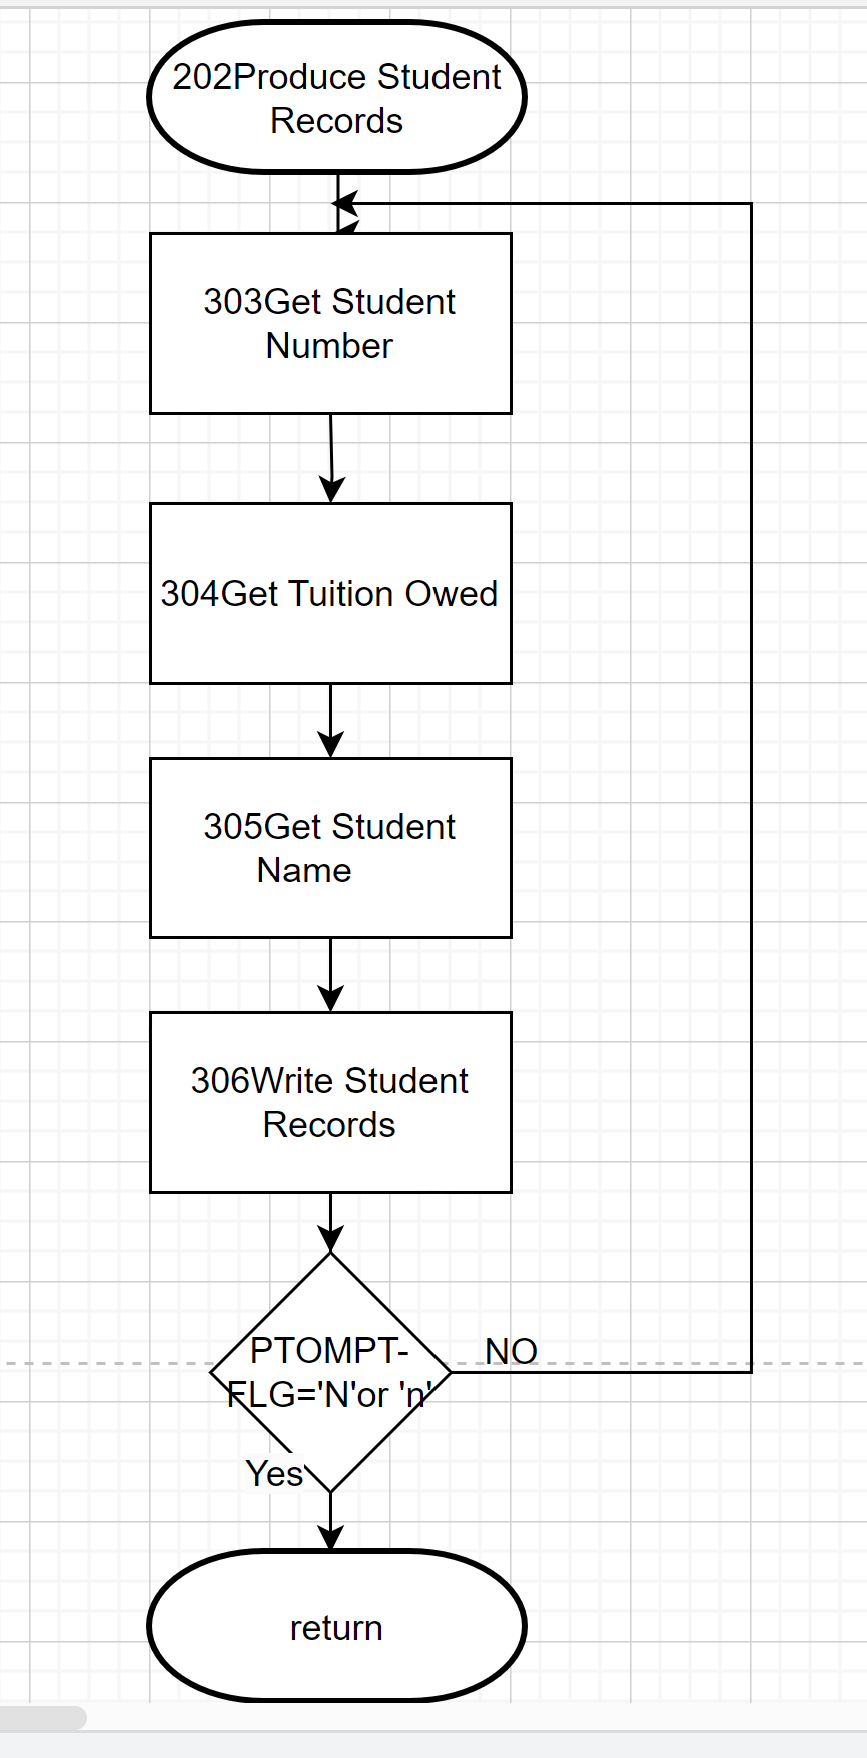 202Produce Student
Records
303Get Student
Number
304Get Tuition Owed
305Get Student
Name
306Write Student
Records
PTOMPT-
FLG='N'or 'n'
NO
Yes
return